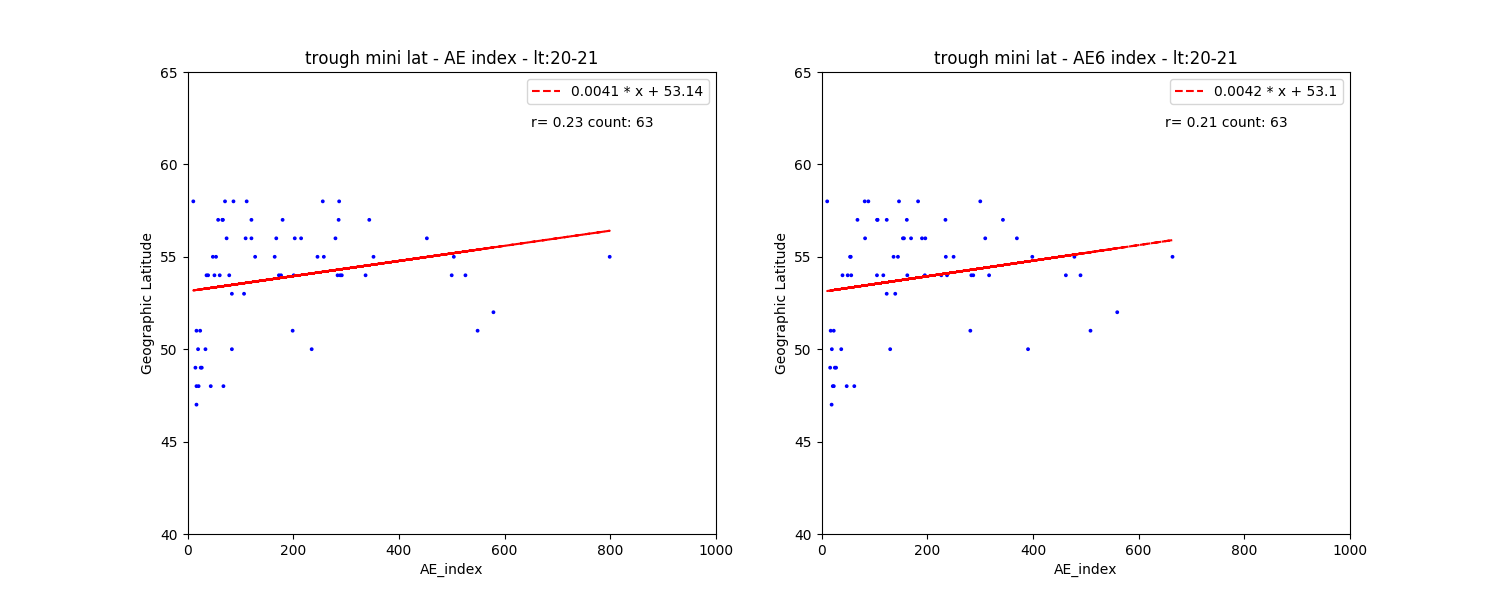 trough mini lat - AE index - lt:20-21
65
60
55
50
45
40
0
200
400
600
800
1000
Geographic Latitude
AE_index
0.0041 * x + 53.14
r= 0.23 count: 63
trough mini lat - AE6 index - lt:20-21
65
60
55
50
45
40
0
200
400
600
800
1000
Geographic Latitude
AE_index
0.0042 * x + 53.1
r= 0.21 count: 63